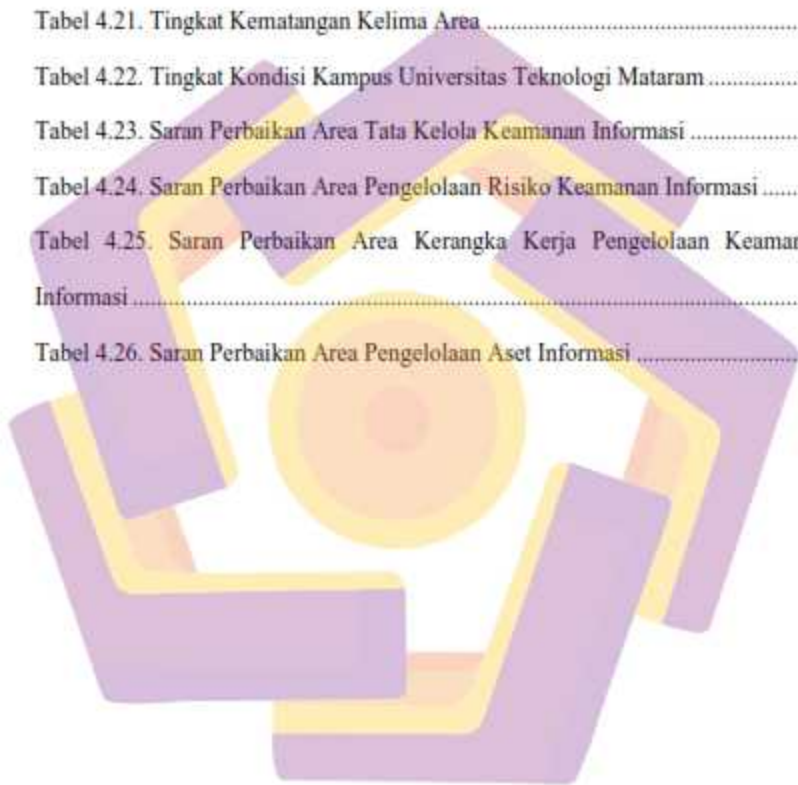 Tabel 4.21. Tingkat Kematangan Kelima Area ........................................................
Tabel 4.22. Tingkat Kondisi Kampus Universitas Teknologi Mataram ................
Tabel 4.23. Saran Perbaikan Area Tata Kelola Keamanan Informasi ...................
Tabel 4.24. Saran Perbaikan Area Pengelolaan Risiko Keamanan Informasi ......
Tabel 4.25. Saran Perbaikan Area Kerangka Kerja Pengelolaan Keamar
Informasi ........................................................................................................
Tabel 4.26. Saran Perbaikan Area Pengelolaan Aset Informasi ..........................